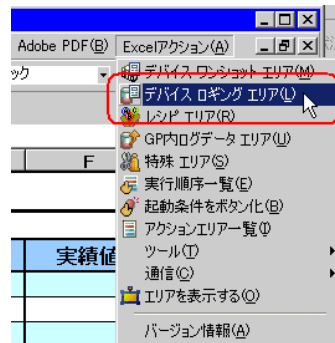 Adobe PDF(B) Excelアクション(A)
ック
デバイス ワンショット エリア(M)
デバイス ロギング エリア(L)
レシピ エリア(R)
GP内ログデータ エリア(U)
特殊 エリア(S)
F
実行順序一覧(E)
起動条件をボタン化(B)
アクションエリア一覧(I)
実績値
ツール(T)
通信(C)
エリアを表示する(O)
バージョン情報(A)